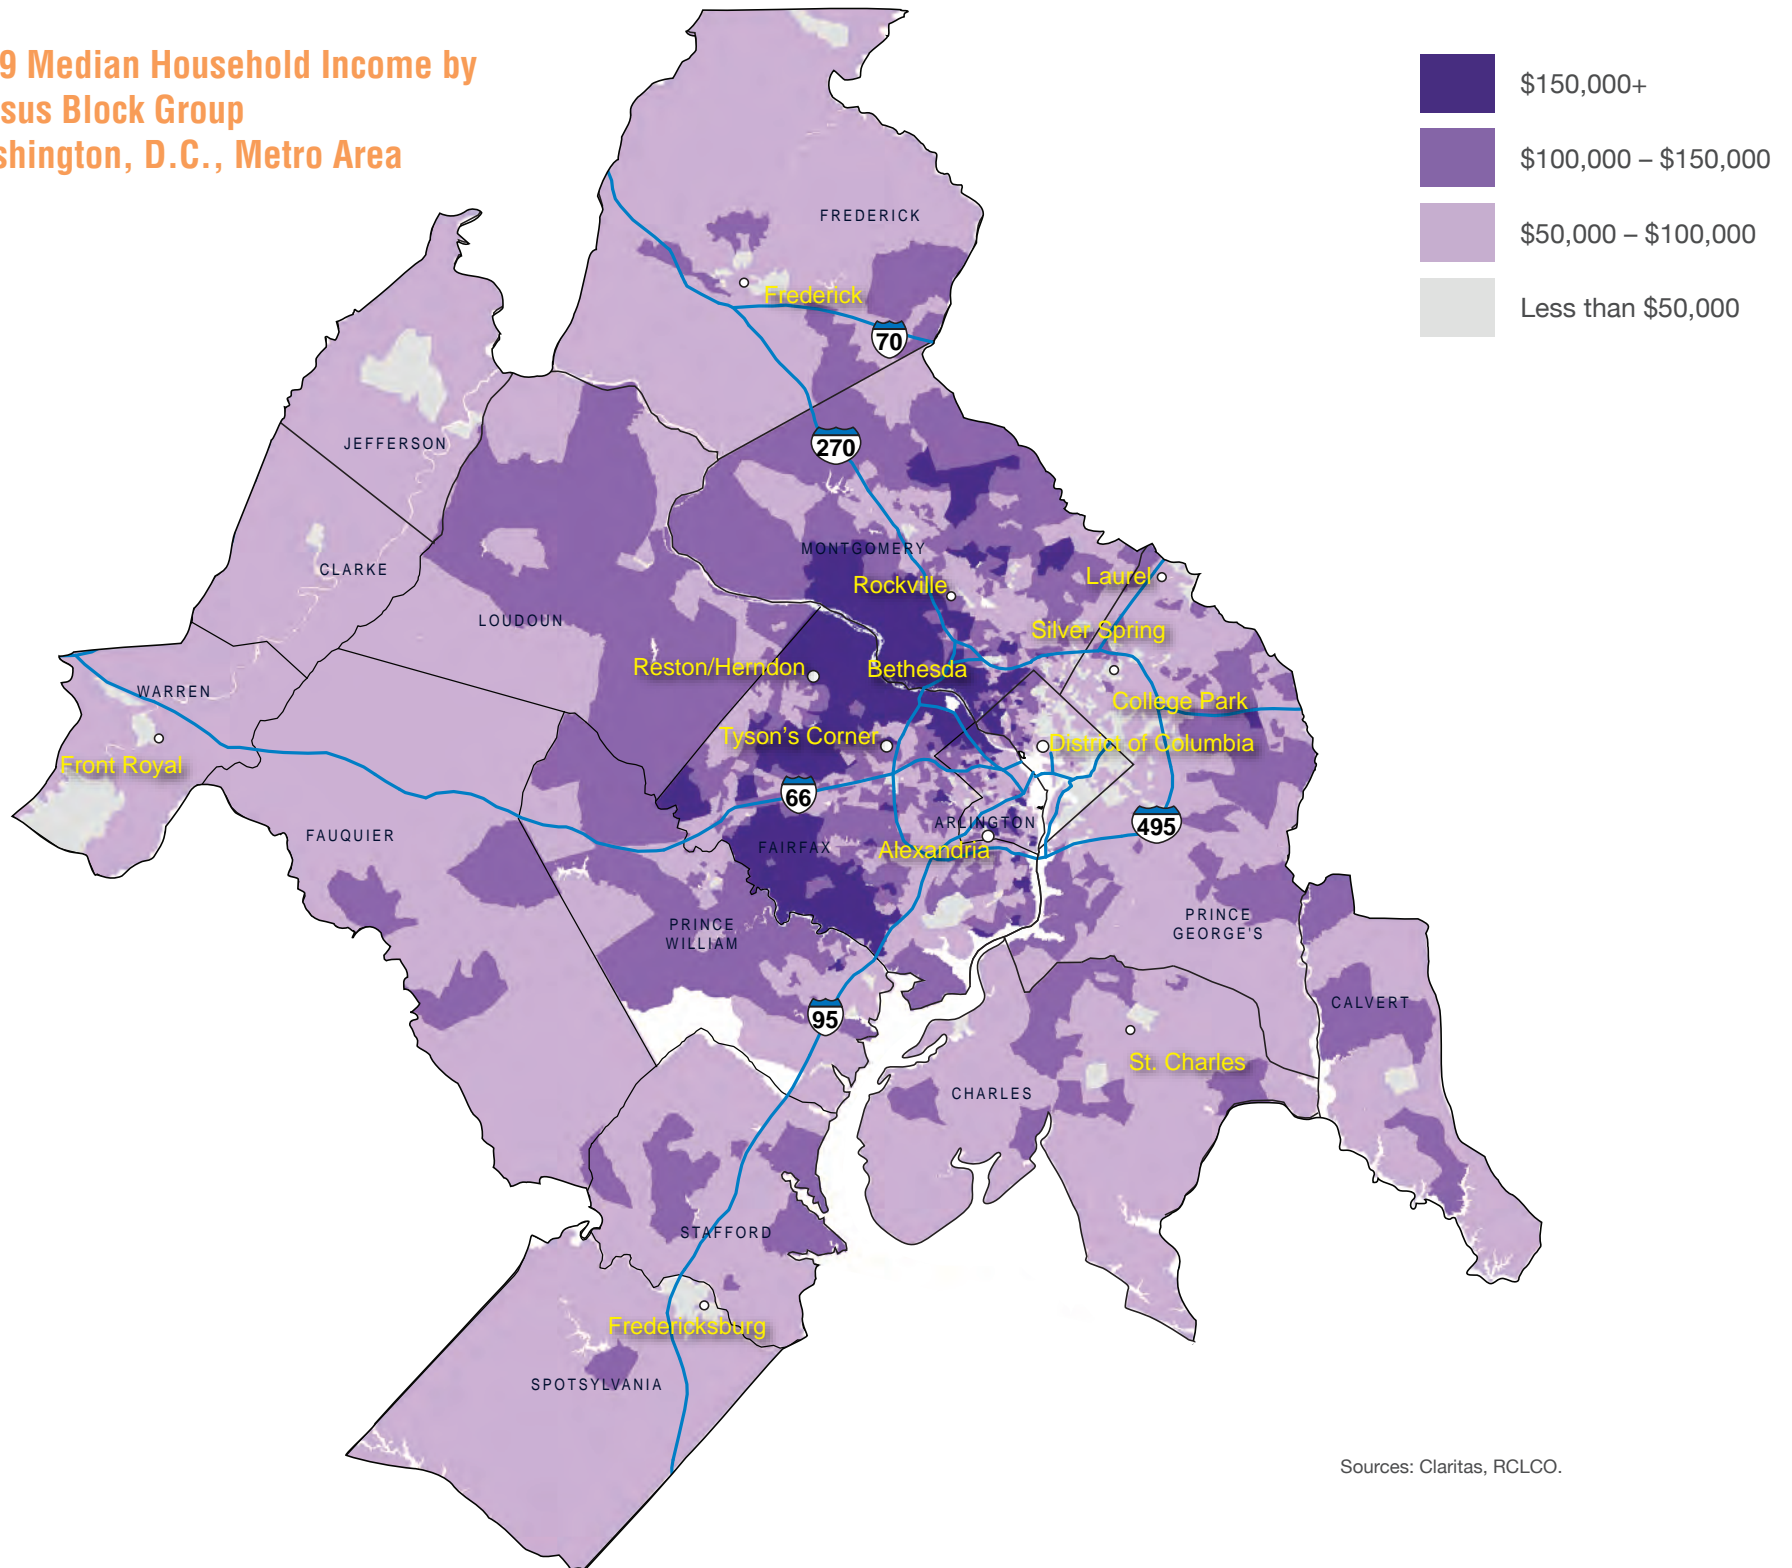 9 Median Household Income by
sus Block Group
shington, D.C., Metro Area
$150,000+
$100,000 – $150,000
$50,000 – $100,000
Less than $50,000
FREDERICK
Frederick
70
270
JEFFERSON
MONTGOMERY
CLARKE
Rockville
Laurel
LOUDOUN
Silver Spring
Reston/Herndon
Bethesda
WARREN
College Park
Tyson's Corner
District of Columbia
Front Royal
66
ARLINGTON
495
FAUQUIER
FAIRFAX
Alexandria
PRINCE
WILLIAM
PRINCE
GEORGE'S
CALVERT
95
St. Charles
CHARLES
STAFFORD
Fredericksburg
SPOTSYLVANIA
Sources: Claritas, RCLCO.